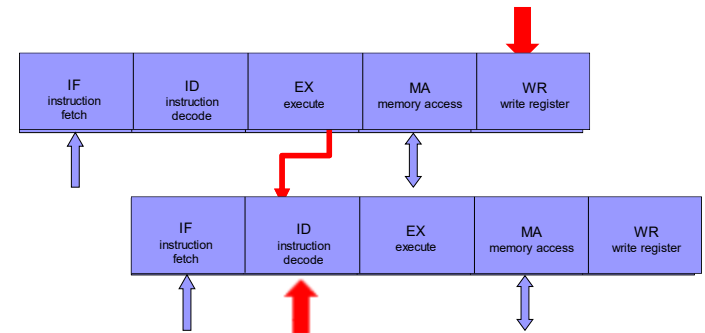 IF
instruction
fetch
ID
instruction
decode
EX
execute
MA
memory access
WR
write register
IF
instruction
fetch
ID
instruction
decode
EX
execute
MA
memory access
WR
write register